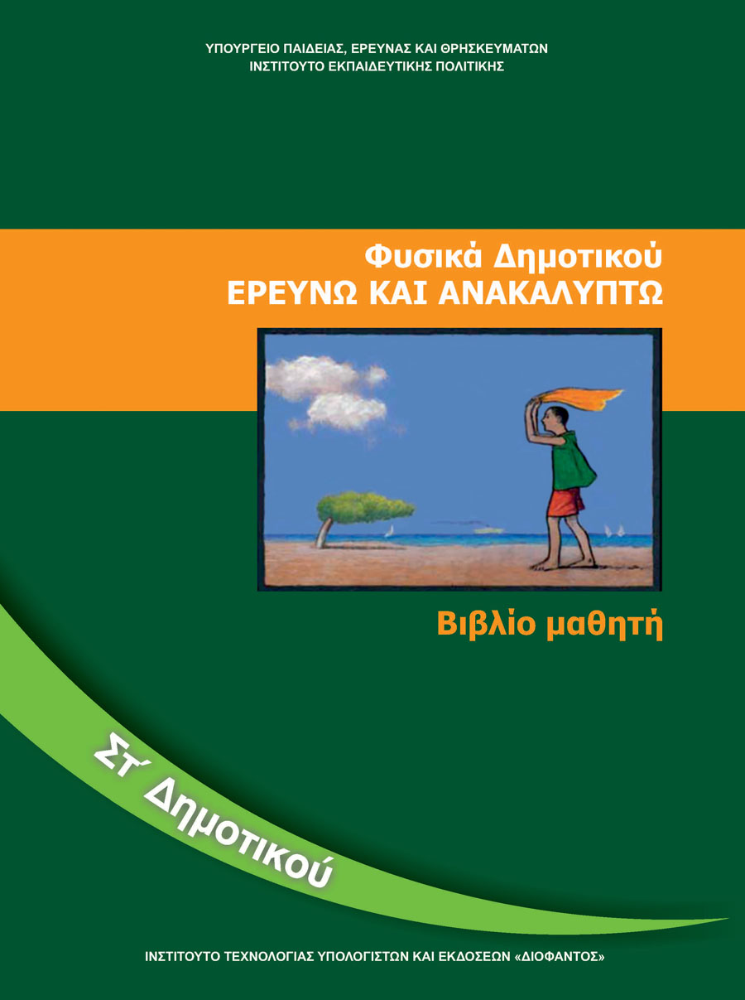 ΥΠΟΥΡΓΕΙΟ ΠΑΙΔΕΙΑΣ, ΕΡΕΥΝΑΣ ΚΑΙ ΘΡΗΣΚΕΥΜΑΤΩΝ
ΙΝΣΤΙΤΟΥΤΟ ΕΚΠΑΙΔΕΥΤΙΚΗΣ ΠΟΛΙΤΙΚΗΣ
Φυσικά Δημοτικού
ΕΡΕΥΝΩ ΚΑΙ ΑΝΑΚΑΛΥΠΤΩ
Βιβλίο μαθητή
Στ΄ Δημοτικού
ΙΝΣΤΙΤΟΥΤΟ ΤΕΧΝΟΛΟΓΙΑΣ ΥΠΟΛΟΓΙΣΤΩΝ ΚΑΙ ΕΚΔΟΣΕΩΝ «ΔΙΟΦΑΝΤΟΣ»